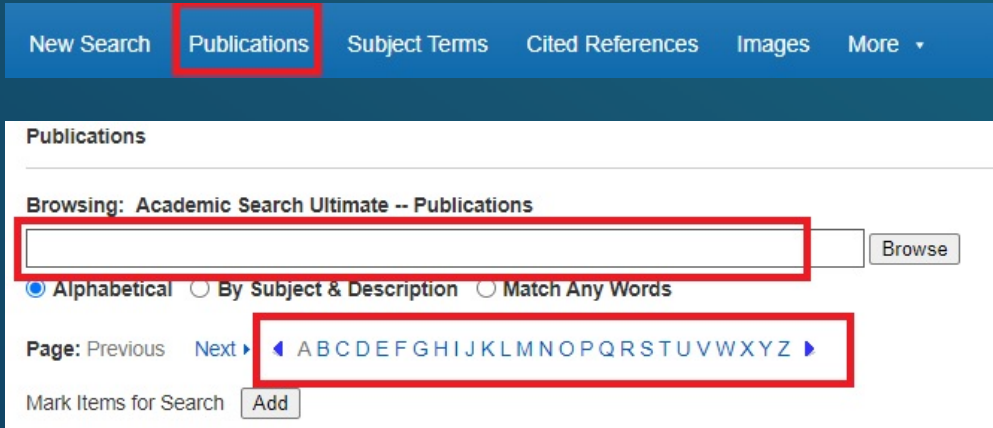 New Search Publications Subject Terms Cited References Images More
Publications
Browsing: Academic Search Ultimate -- Publications
Browse
Alphabetical By Subject & Description Match Any Words
Page: Previous Next A B C D E F G H I J K L M N O P Q R S T U V W X Y Z
Mark Items for Search Add